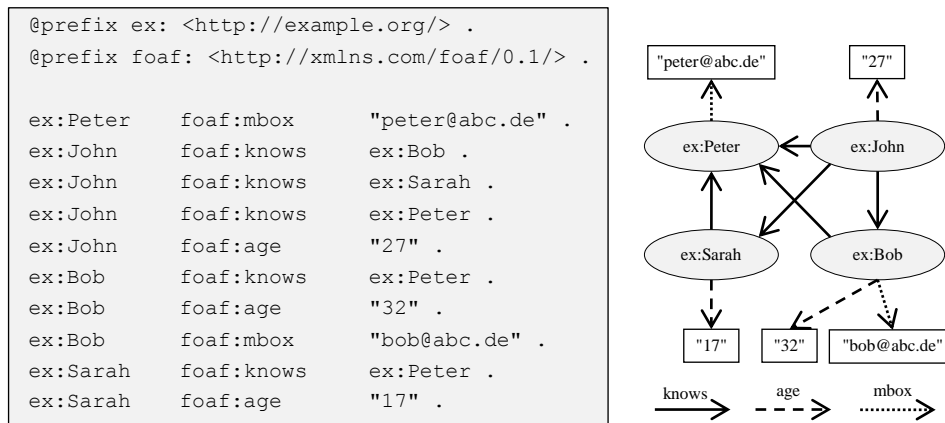 @prefix ex: <http://example.org/> .
@prefix foaf: <http://xmlns.com/foaf/0.1/> .
ex:Peter foaf:mbox "peter@abc.de" .
ex:John foaf:knows ex:Bob .
ex:John foaf:knows ex:Sarah .
ex:John foaf:knows ex:Peter .
ex:John foaf:age "27" .
ex:Bob foaf:knows ex:Peter .
ex:Bob foaf:age "32" .
ex:Bob foaf:mbox "bob@abc.de" .
ex:Sarah foaf:knows ex:Peter .
ex:Sarah foaf:age "17" .
"peter@abc.de" "27"
ex:Peter ex:John
ex:Sarah ex:Bob
"17" "32" "bob@abc.de"
knows age mbox